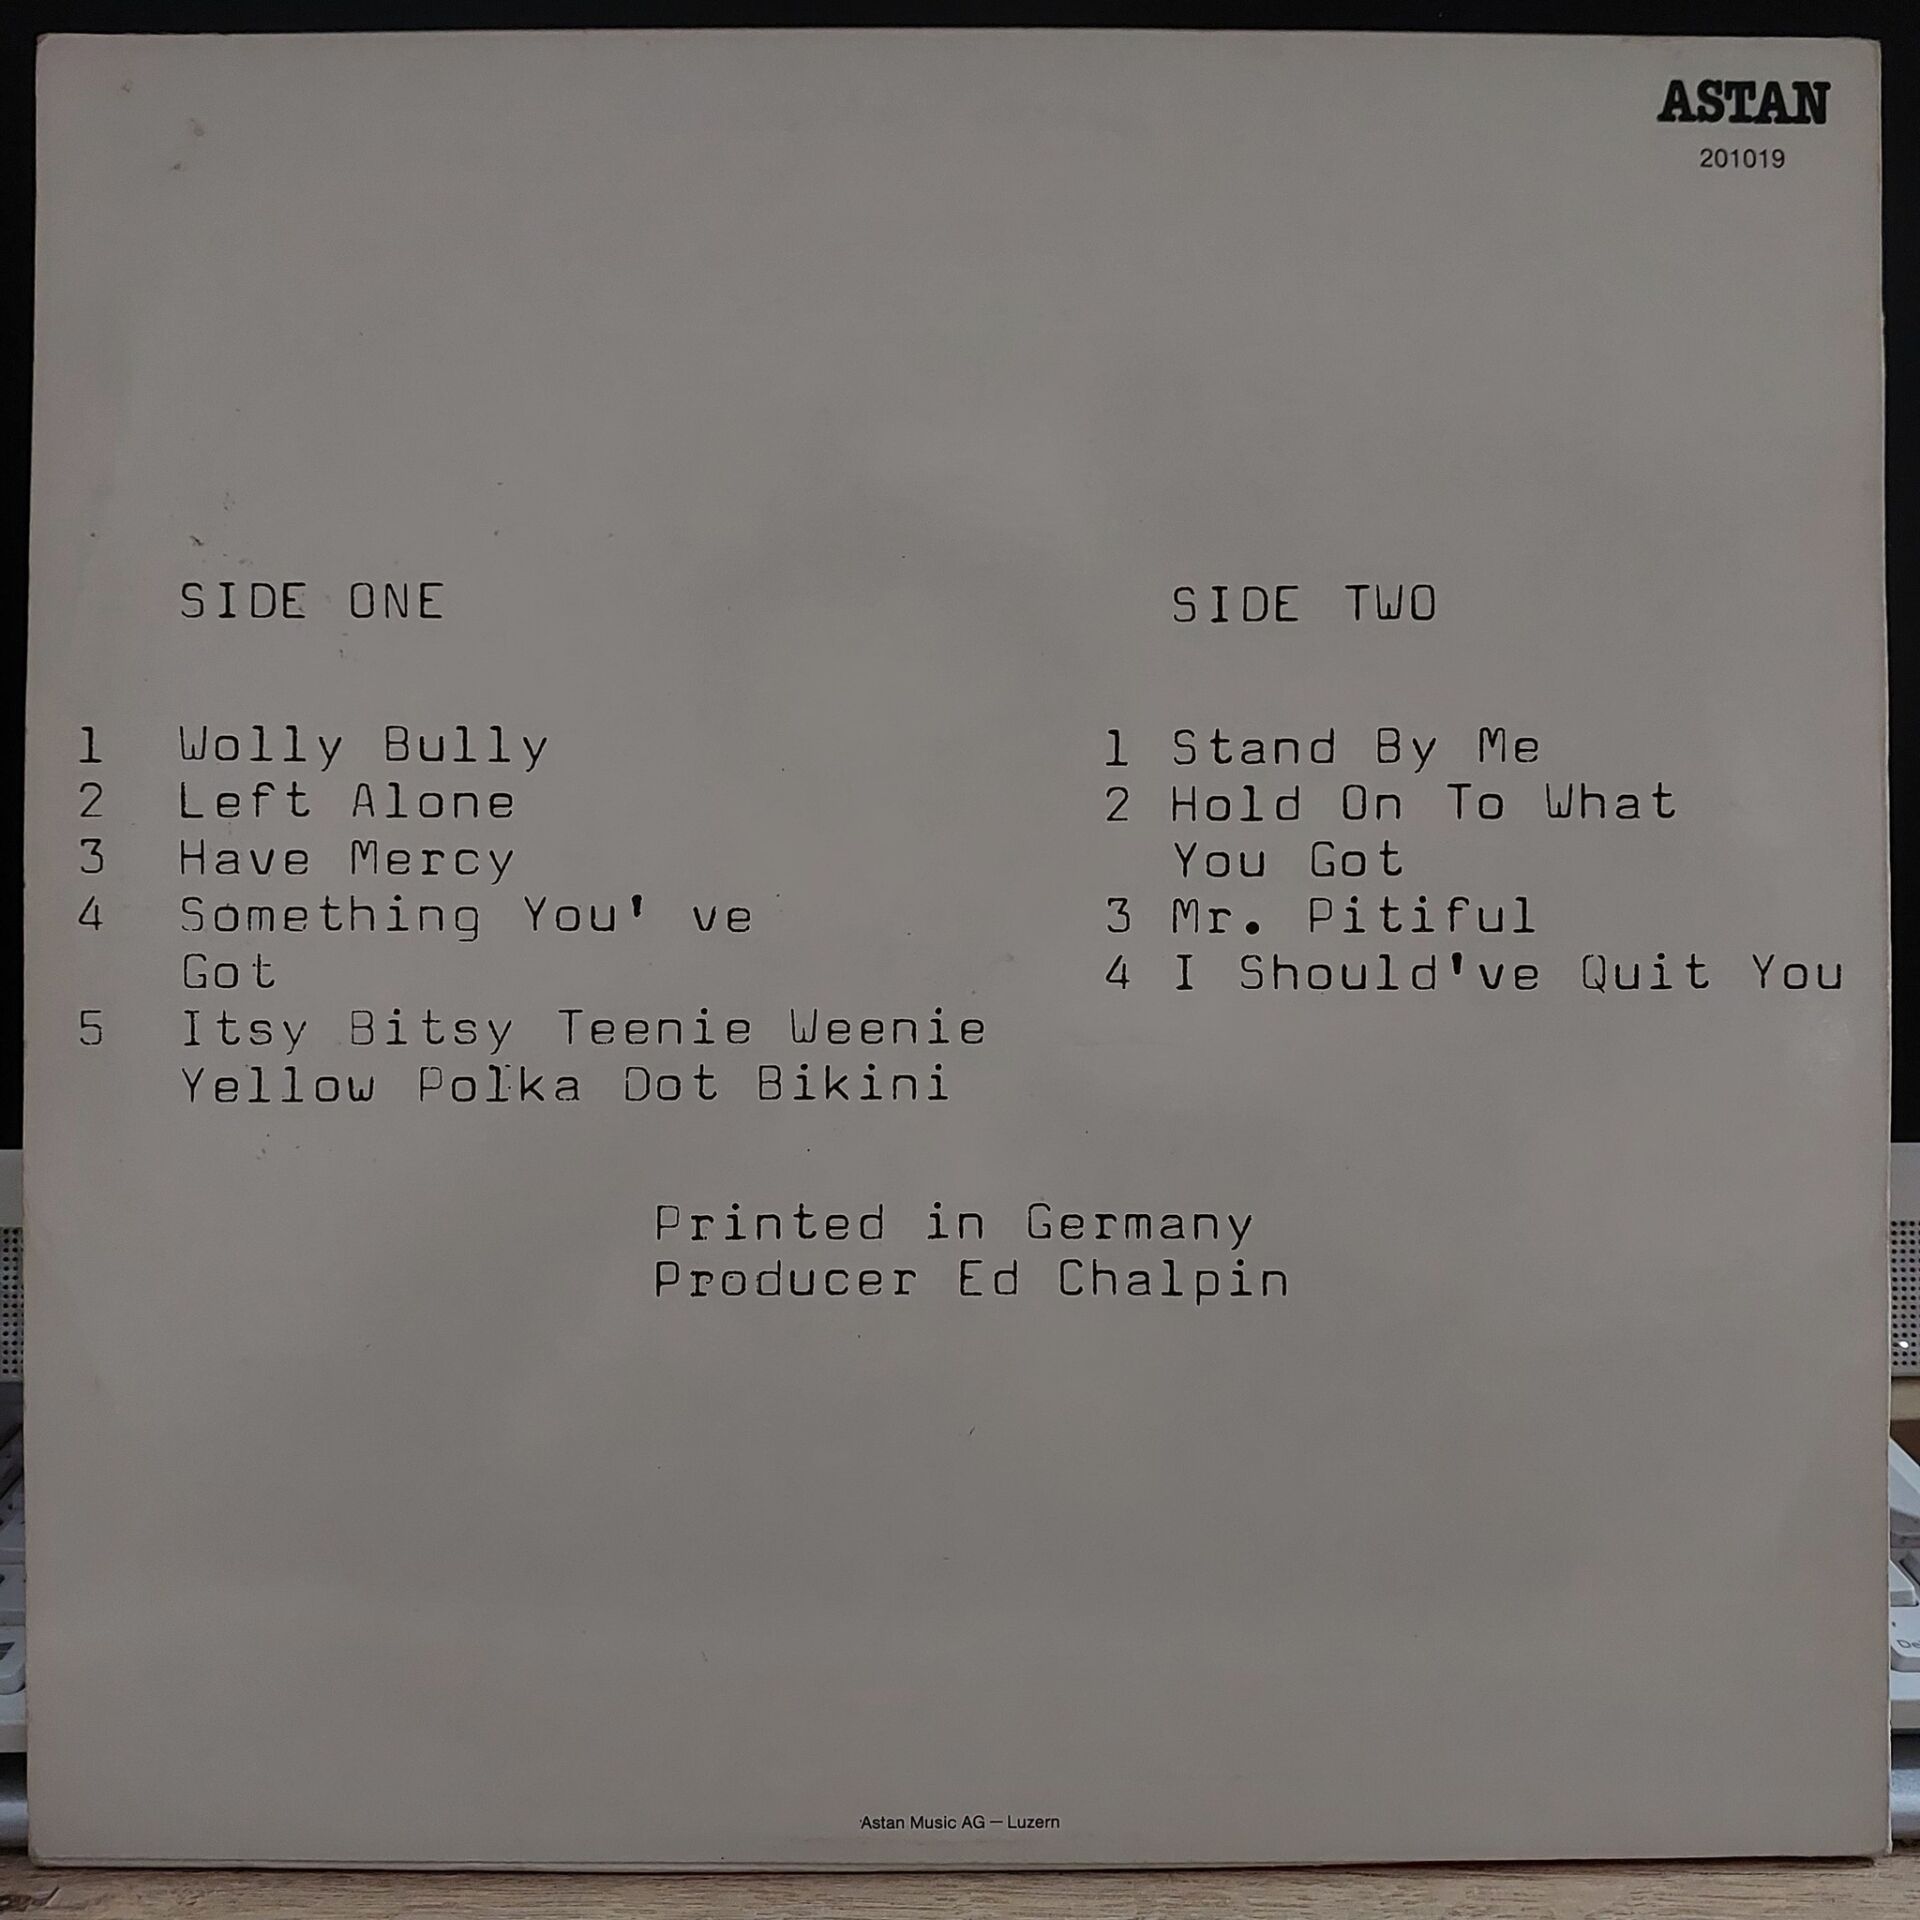 ASTAN
201019
SIDE ONE
1 Wolly Bully
2 Left Alone
3 Have Mercy
4 Something You' ve
Got
5 Itsy Bitsy Teenie Weenie
Yellow Polka Dot Bikini
SIDE TWO
1 Stand By Me
2 Hold On To What
You Got
3 Mr. Pitiful
4 I Should've Quit You
Printed in Germany
Producer Ed Chalpin
Astan Music AG — Luzern